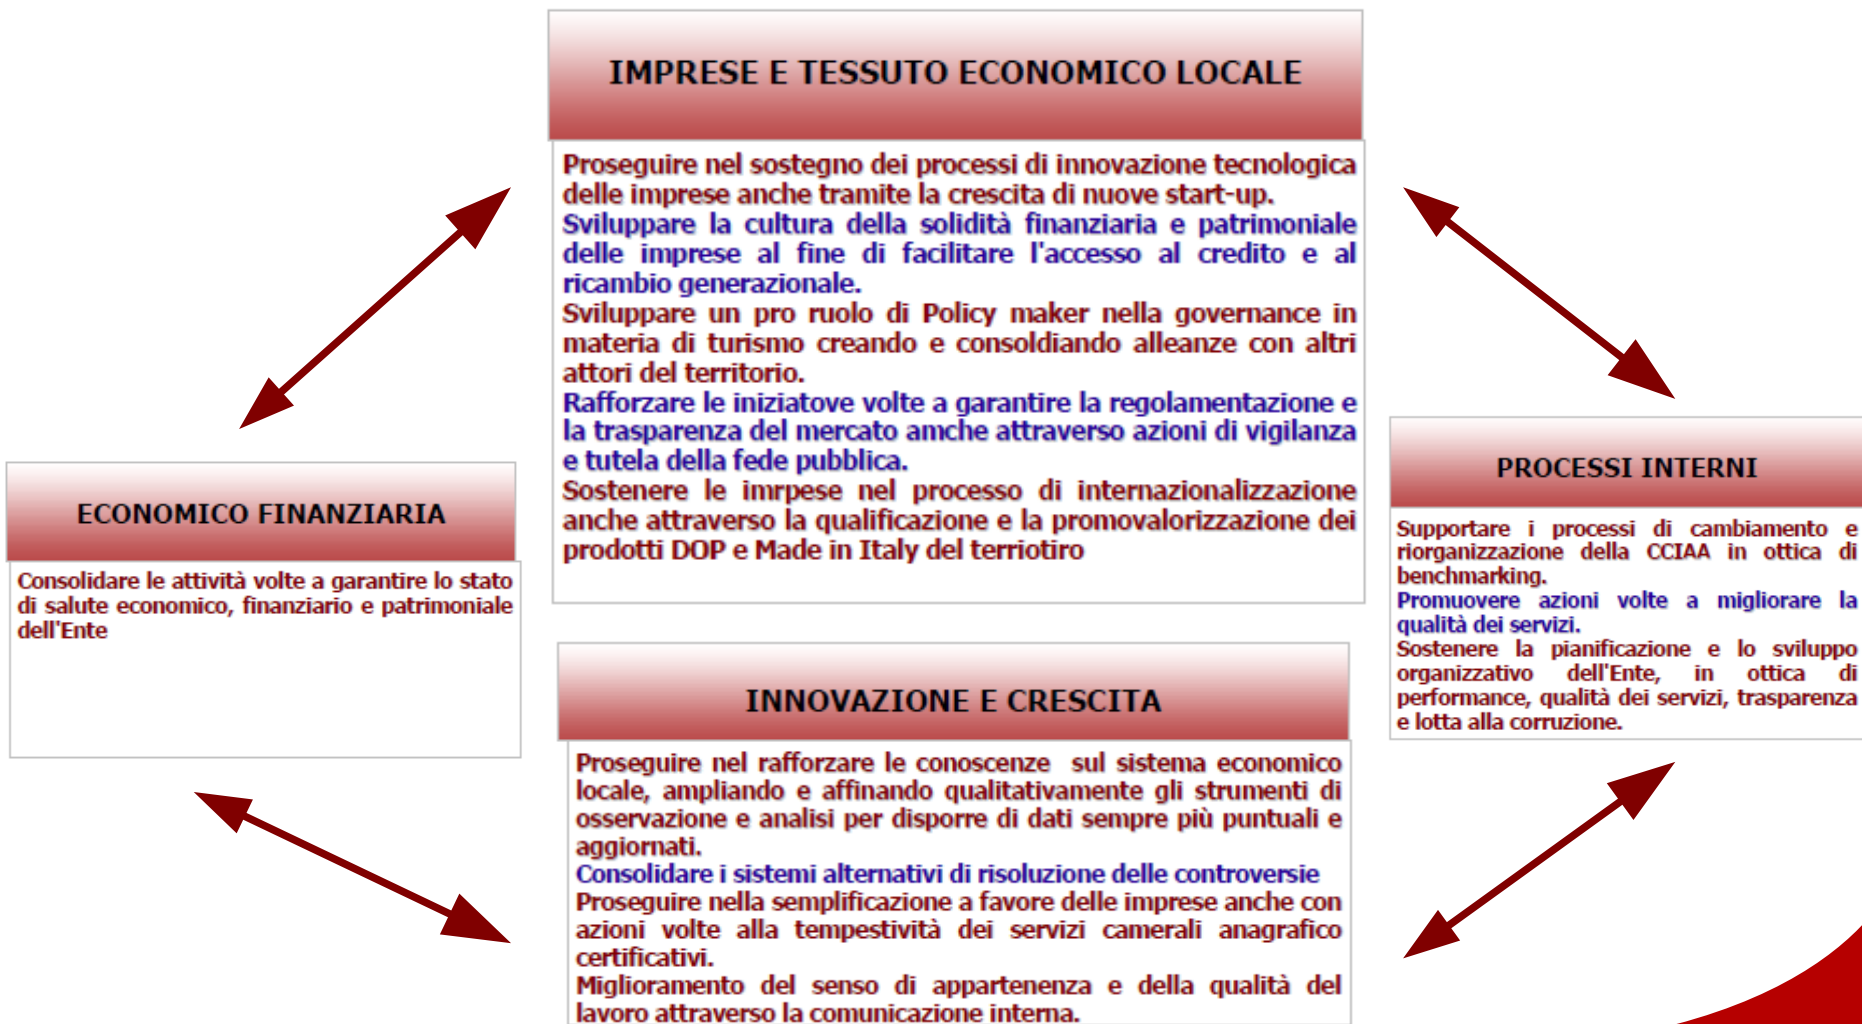 IMPRESE E TESSUTO ECONOMICO LOCALE
Proseguire nel sostegno dei processi di innovazione tecnologica
delle imprese anche tramite la crescita di nuove start-up.
Sviluppare la cultura della solidità finanziaria e patrimoniale
delle imprese al fine di facilitare l'accesso al credito e al
ricambio generazionale.
Sviluppare un pro ruolo di Policy maker nella governance in
materia di turismo creando e consoldiando alleanze con altri
attori del territorio.
Rafforzare le iniziatove volte a garantire la regolamentazione e
la trasparenza del mercato amche attraverso azioni di vigilanza
e tutela della fede pubblica.
Sostenere le imrpese nel processo di internazionalizzazione
anche attraverso la qualificazione e la promovalorizzazione dei
prodotti DOP e Made in Italy del terriotiro
ECONOMICO FINANZIARIA
Consolidare le attività volte a garantire lo stato
di salute economico, finanziario e patrimoniale
dell'Ente
PROCESSI INTERNI
Supportare i processi di cambiamento e
riorganizzazione della CCIAA in ottica di
benchmarking.
Promuovere azioni volte a migliorare la
qualità dei servizi.
Sostenere la pianificazione e lo sviluppo
organizzativo dell'Ente, in ottica di
performance, qualità dei servizi, trasparenza
e lotta alla corruzione.
INNOVAZIONE E CRESCITA
Proseguire nel rafforzare le conoscenze sul sistema economico
locale, ampliando e affinando qualitativamente gli strumenti di
osservazione e analisi per disporre di dati sempre più puntuali e
aggiornati.
Consolidare i sistemi alternativi di risoluzione delle controversie
Proseguire nella semplificazione a favore delle imprese anche con
azioni volte alla tempestività dei servizi camerali anagrafico
certificativi.
Miglioramento del senso di appartenenza e della qualità del
lavoro attraverso la comunicazione interna.